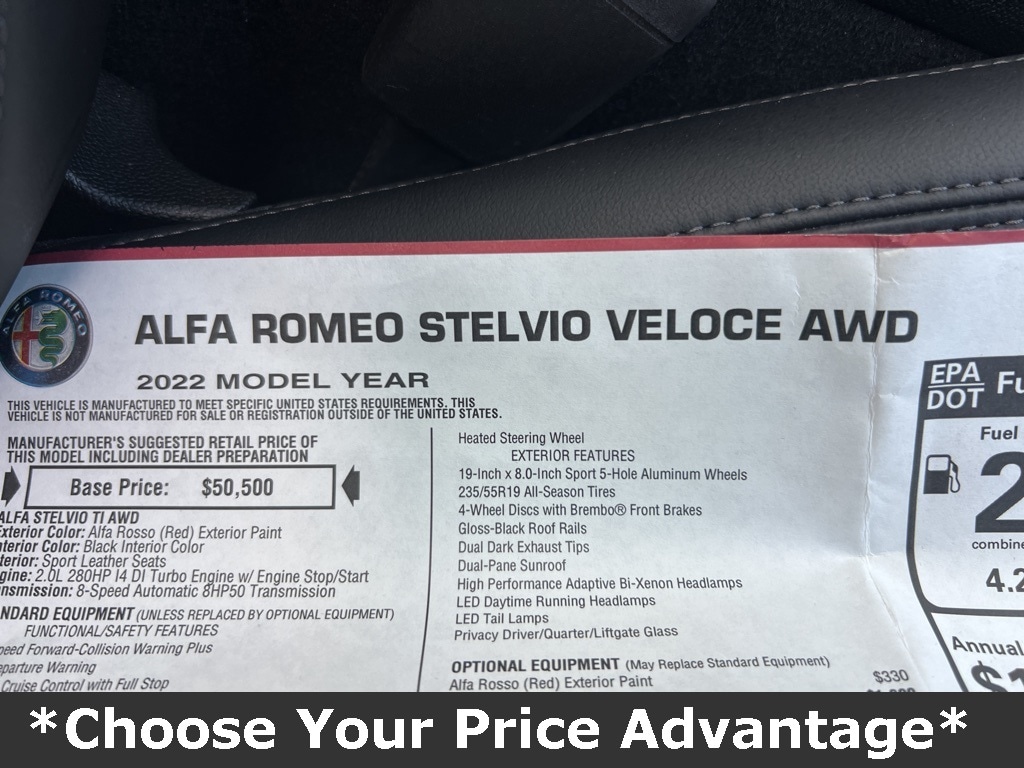 ALFA ROMEO
ALFA ROMEO STELVIO VELOCE AWD
2022 MODEL YEAR
THIS VEHICLE IS MANUFACTURED TO MEET SPECIFIC UNITED STATES REQUIREMENTS. THIS
VEHICLE IS NOT MANUFACTURED FOR SALE OR REGISTRATION OUTSIDE OF THE UNITED STATES.
MANUFACTURER'S SUGGESTED RETAIL PRICE OF
THIS MODEL INCLUDING DEALER PREPARATION
Base Price: $50,500
ALFA STELVIO TI AWD
Exterior Color: Alfa Rosso (Red) Exterior Paint
nterior Color: Black Interior Color
terior: Sport Leather Seats
gine: 2.0L 280HP I4 DI Turbo Engine w/ Engine Stop/Start
nsmission: 8-Speed Automatic 8HP50 Transmission
NDARD EQUIPMENT (UNLESS REPLACED BY OPTIONAL EQUIPMENT)
FUNCTIONAL/SAFETY FEATURES
peed Forward-Collision Warning Plus
eparture Warning
Cruise Control with Full Stop
Heated Steering Wheel
EXTERIOR FEATURES
19-Inch x 8.0-Inch Sport 5-Hole Aluminum Wheels
235/55R19 All-Season Tires
4-Wheel Discs with Brembo® Front Brakes
Gloss-Black Roof Rails
Dual Dark Exhaust Tips
Dual-Pane Sunroof
High Performance Adaptive Bi-Xenon Headlamps
LED Daytime Running Headlamps
LED Tail Lamps
Privacy Driver/Quarter/Liftgate Glass
OPTIONAL EQUIPMENT (May Replace Standard Equipment)
Alfa Rosso (Red) Exterior Paint $330
EPA
DOT
Fu
Fuel
2
combine
4.2
Annual
$1
*Choose Your Price Advantage*